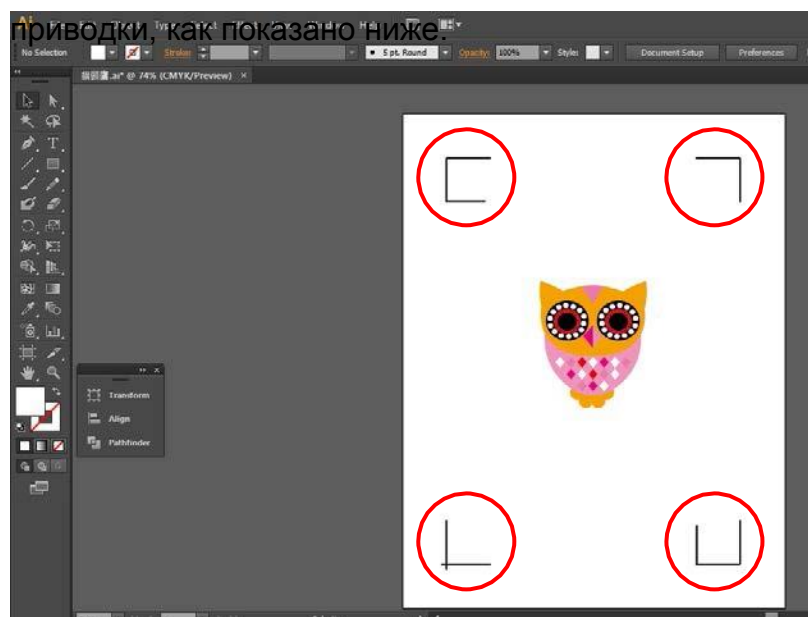 приводки, как показано ниже.
No Selection Stroke: 5 pt. Round Opacity: 100% Style: Document Setup Preferences
.ai* @ 74% (CMYK/Preview) ×
Transform
Align
Pathfinder